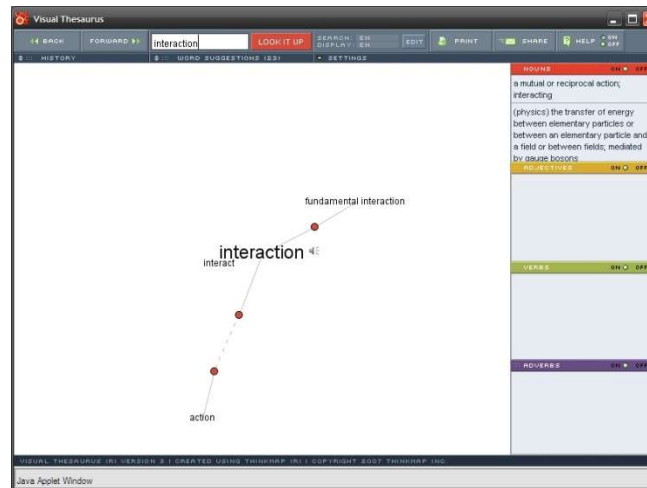 Visual Thesaurus
BACK
FORWARD
interaction
LOOK IT UP
SEARCH: EN
DISPLAY: EN
EDIT
PRINT
SHARE
HELP
ON
OFF
HISTORY
WORD SUGGESTIONS (23)
SETTINGS
NOUNS ON OFF
a mutual or reciprocal action;
interacting
(physics) the transfer of energy
between elementary particles or
between an elementary particle and
a field or between fields; mediated
by gauge bosons
ADJECTIVES ON OFF
fundamental interaction
interaction
interact
VERBS ON OFF
ADVERBS ON OFF
action
VISUAL THESAURUS (R) VERSION 3 | CREATED USING THINKMAP (R) | COPYRIGHT 2007 THINKMAP INC.
Java Applet Window